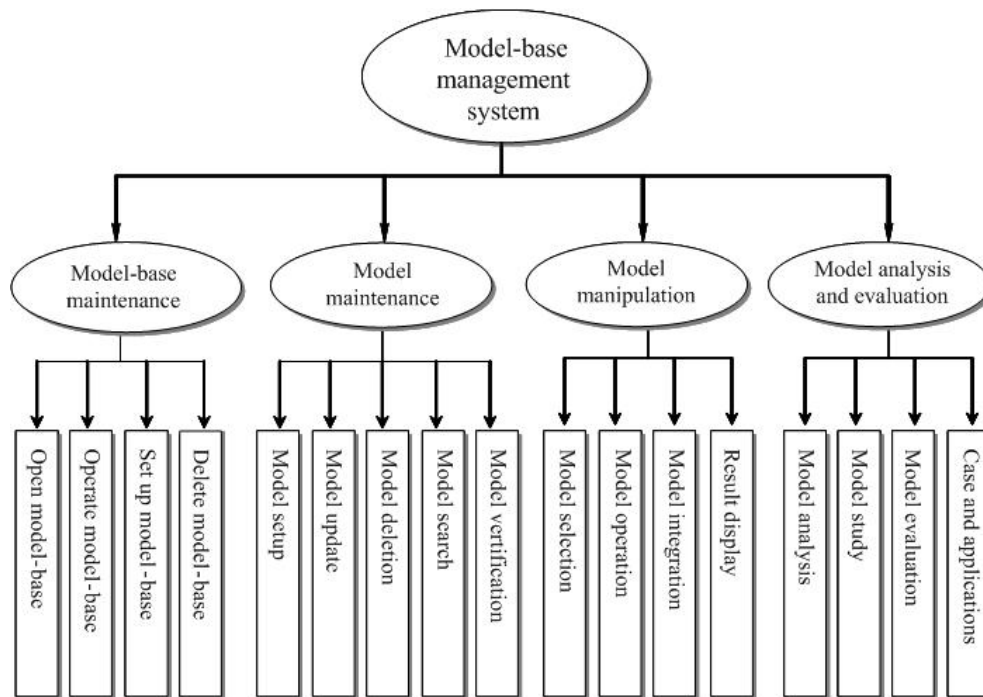 Model-base
management
system
Model-base
maintenance
Model
maintenance
Model
manipulation
Model analysis
and evaluation
Open model-base
Operate model-base
Set up model-base
Delete model-base
Model setup
Model update
Model deletion
Model search
Model vertification
Model selection
Model operation
Model integration
Result display
Model analysis
Model study
Model evaluation
Case and applications